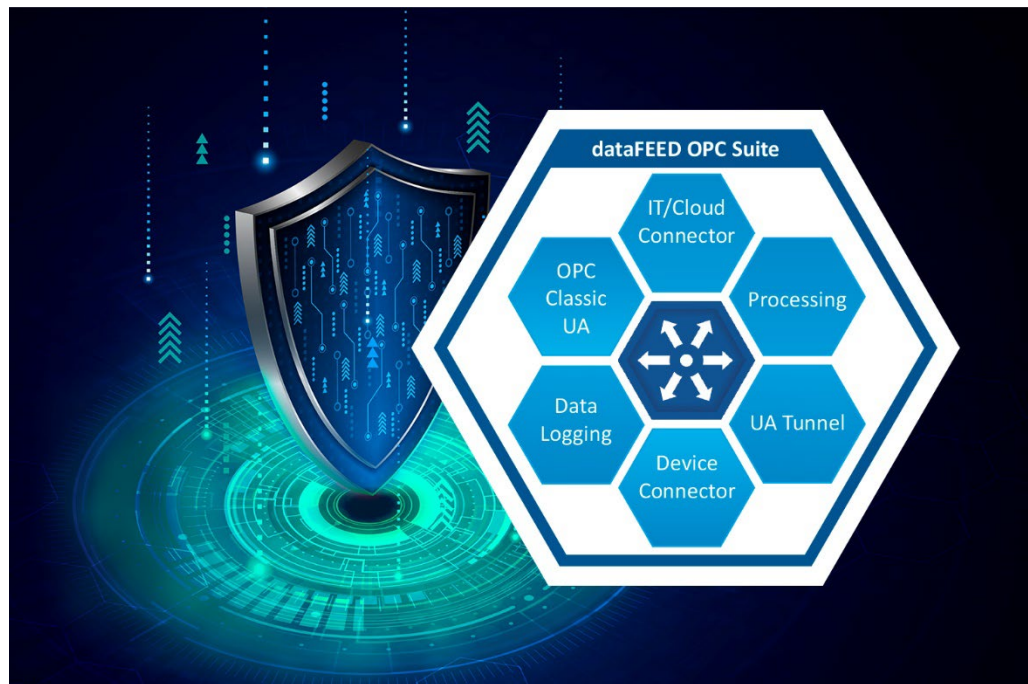 dataFEED OPC Suite
IT/Cloud
Connector
OPC
Classic
UA
Processing
Data
Logging
UA Tunnel
Device
Connector